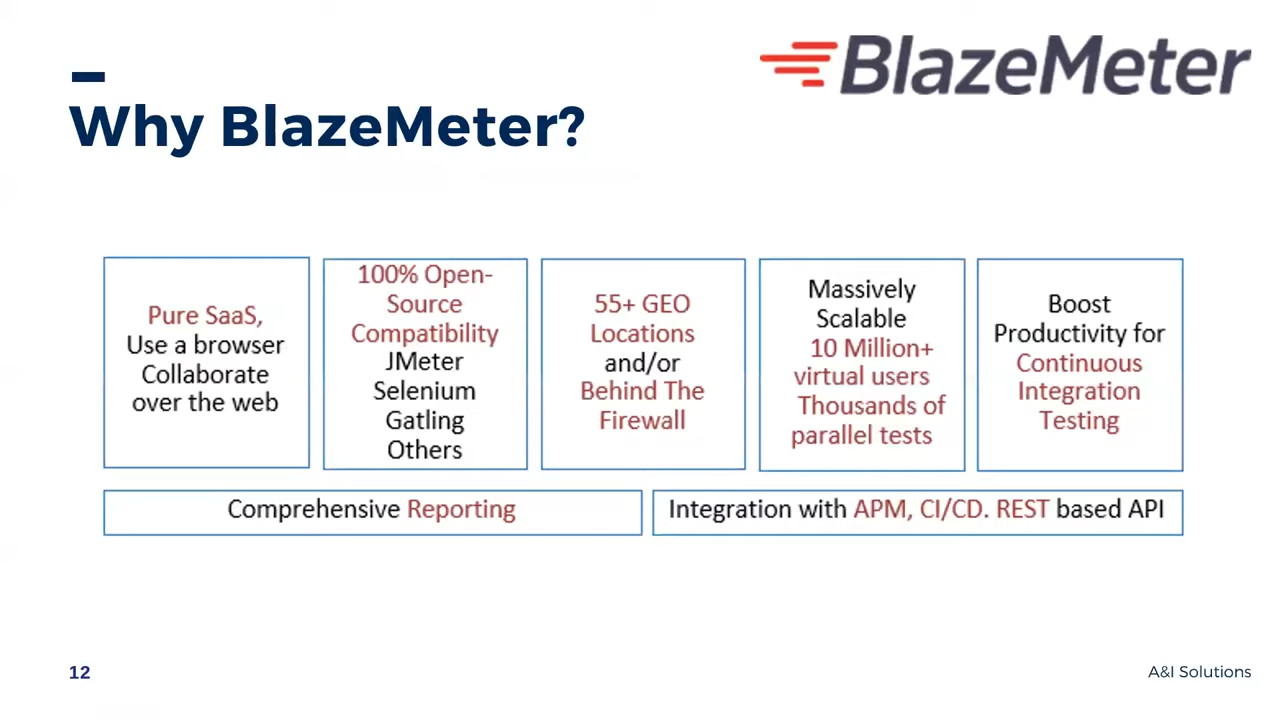 BlazeMeter
Why BlazeMeter?
Pure SaaS,
Use a browser
Collaborate
over the web
100% Open-
Source
Compatibility
JMeter
Selenium
Gatling
Others
55+ GEO
Locations
and/or
Behind The
Firewall
Massively
Scalable
10 Million+
virtual users
Thousands of
parallel tests
Boost
Productivity for
Continuous
Integration
Testing
Comprehensive Reporting
Integration with APM, CI/CD. REST based API
12
A&I Solutions